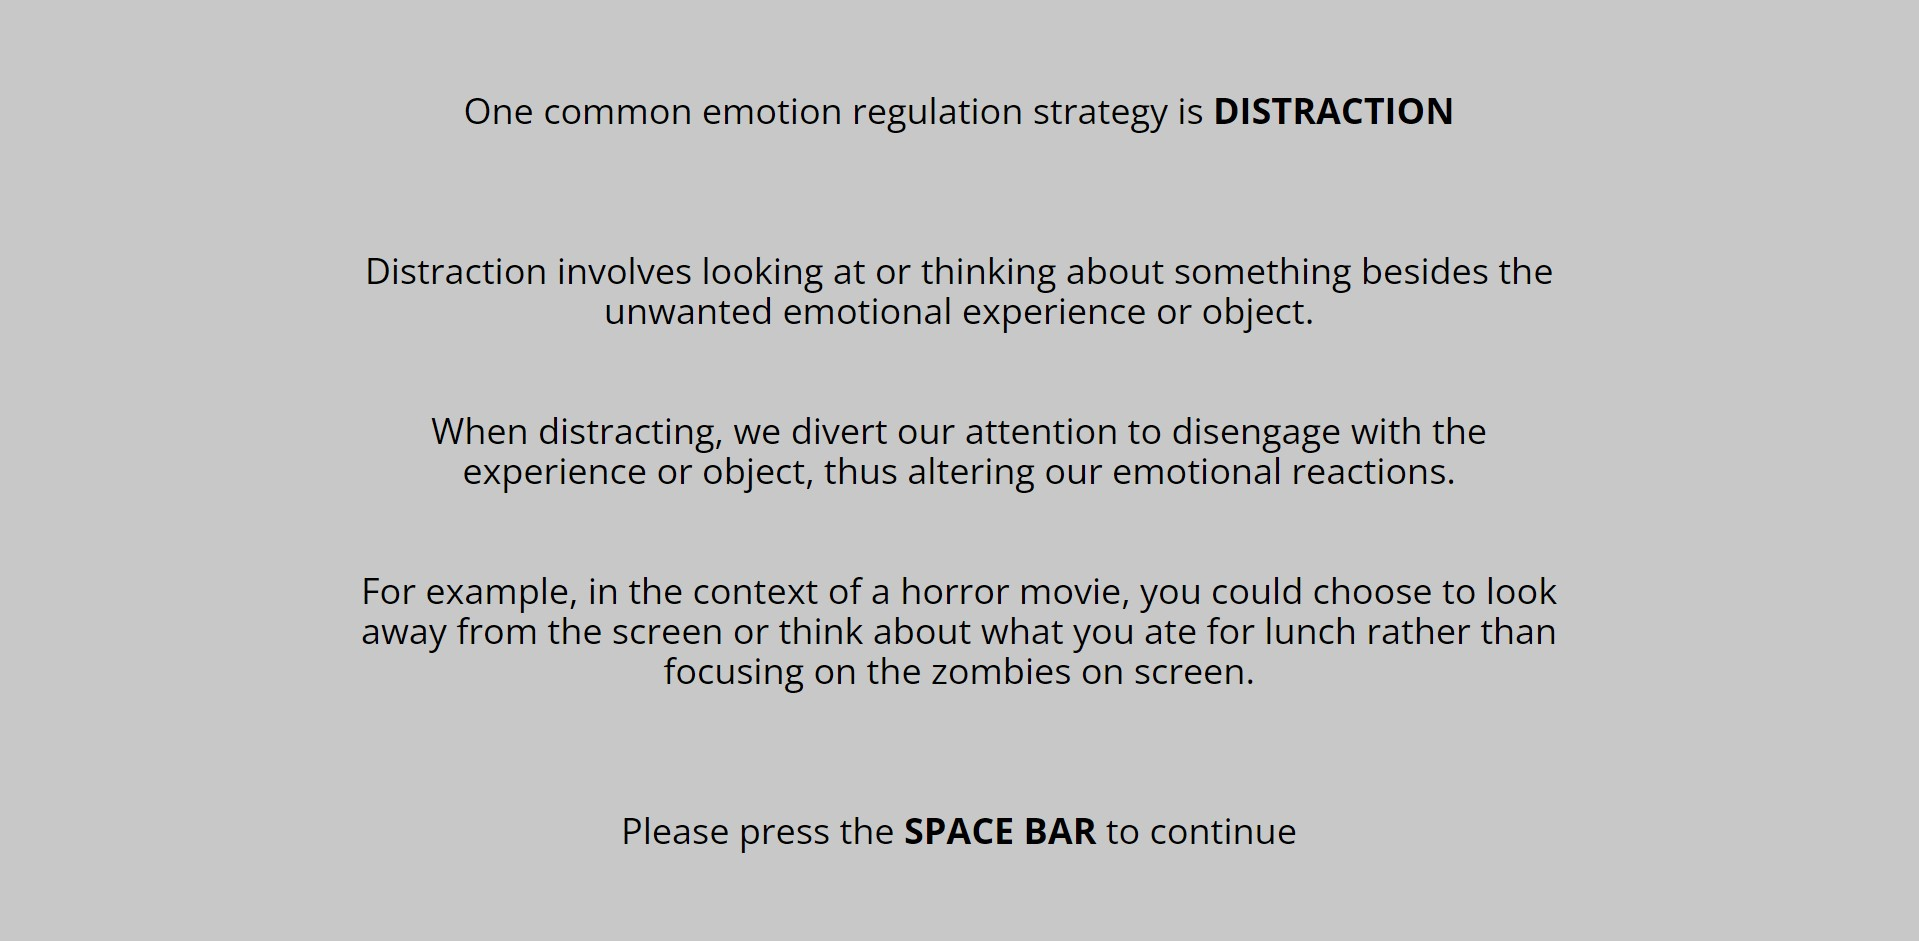 One common emotion regulation strategy is DISTRACTION
Distraction involves looking at or thinking about something besides the
unwanted emotional experience or object.
When distracting, we divert our attention to disengage with the
experience or object, thus altering our emotional reactions.
For example, in the context of a horror movie, you could choose to look
away from the screen or think about what you ate for lunch rather than
focusing on the zombies on screen.
Please press the SPACE BAR to continue